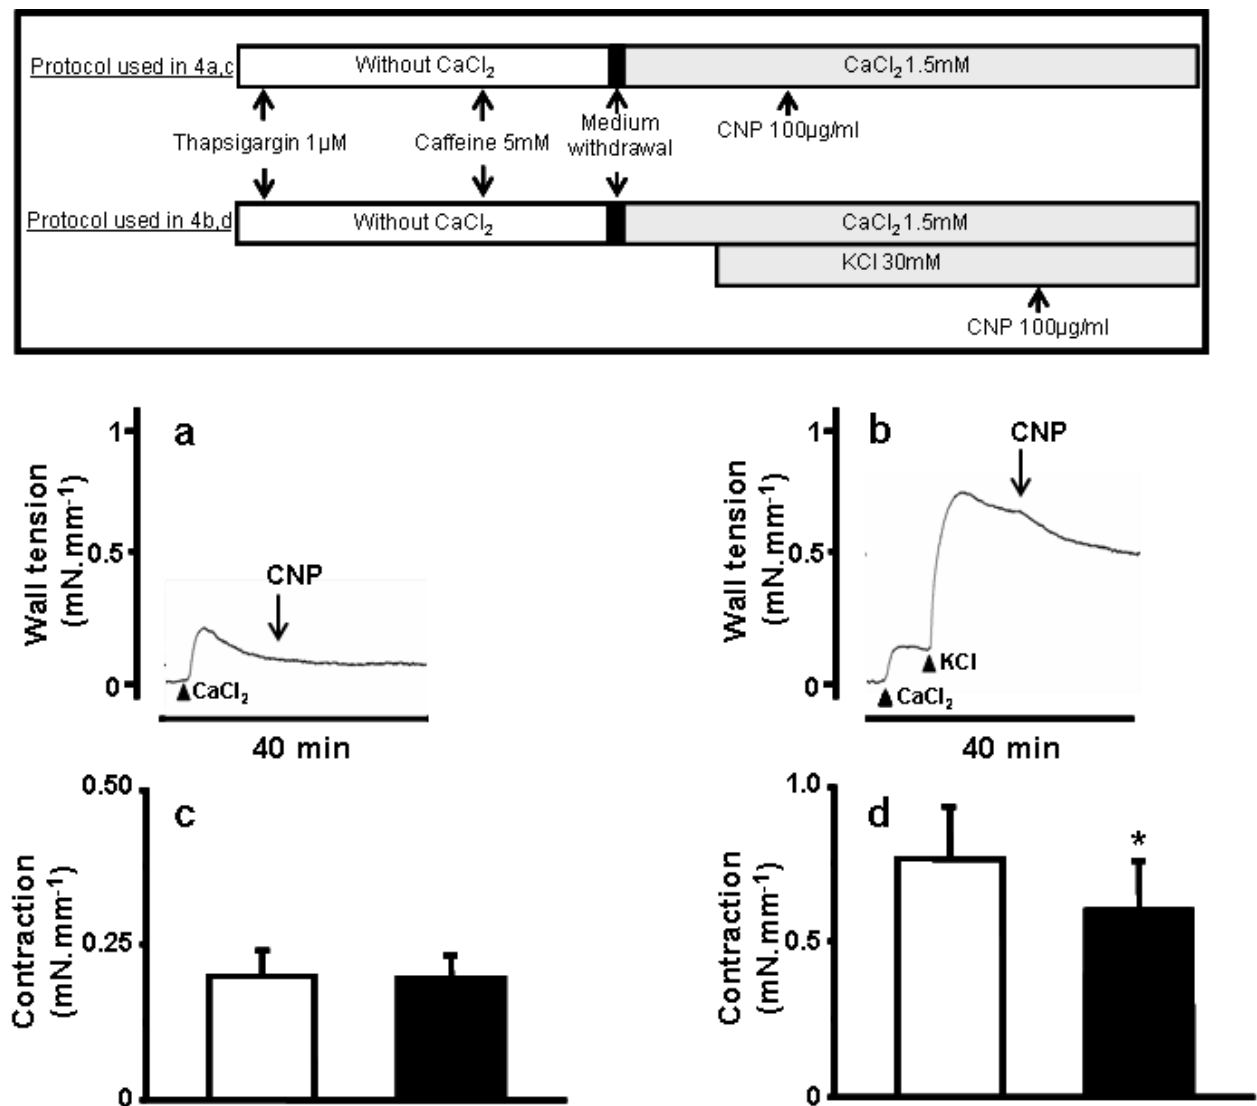 Protocol used in 4a,c
Without CaCl₂
CaCl₂ 1.5mM
Thapsigargin 1µM
Caffeine 5mM
Medium
withdrawal
CNP 100µg/ml
Protocol used in 4b,d
Without CaCl₂
CaCl₂ 1.5mM
KCl 30mM
CNP 100µg/ml
a
Wall tension
(mN.mm⁻¹)
1
0.5
0
CNP
CaCl₂
40 min
b
Wall tension
(mN.mm⁻¹)
1
0.5
0
CNP
KCl
CaCl₂
40 min
c
Contraction
(mN.mm⁻¹)
0.50
0.25
0
d
Contraction
(mN.mm⁻¹)
1.0
0.5
0
*